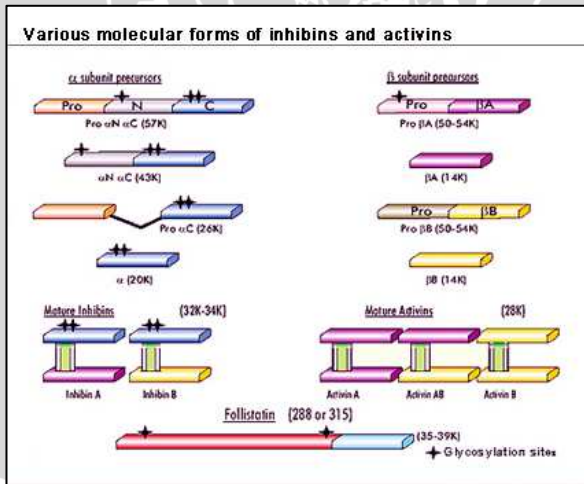 Various molecular forms of inhibins and activins
α subunit precursors
Pro N C
Pro αN αC (57K)
αN αC (43K)
Pro αC (26K)
α (20K)
β subunit precursors
Pro βA
Pro βA (50-54K)
βA (14K)
Pro βB
Pro βB (50-54K)
βB (14K)
Mature Inhibins (32K-34K)
Inhibin A Inhibin B
Mature Activins (28K)
Activin A Activin AB Activin B
Follistatin (288 or 315)
(35-39K)
Glycosylation sites